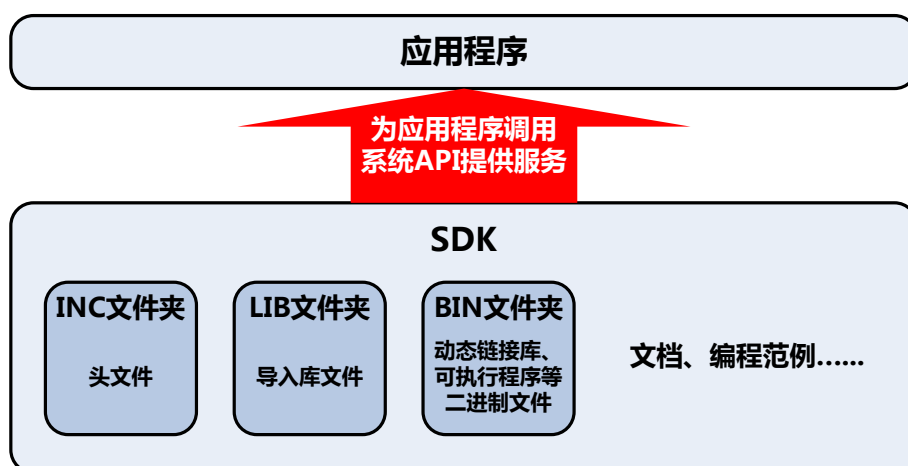 应用程序
为应用程序调用
系统API提供服务
SDK
INC文件夹
头文件
LIB文件夹
导入库文件
BIN文件夹
动态链接库、
可执行程序等
二进制文件
文档、编程范例……